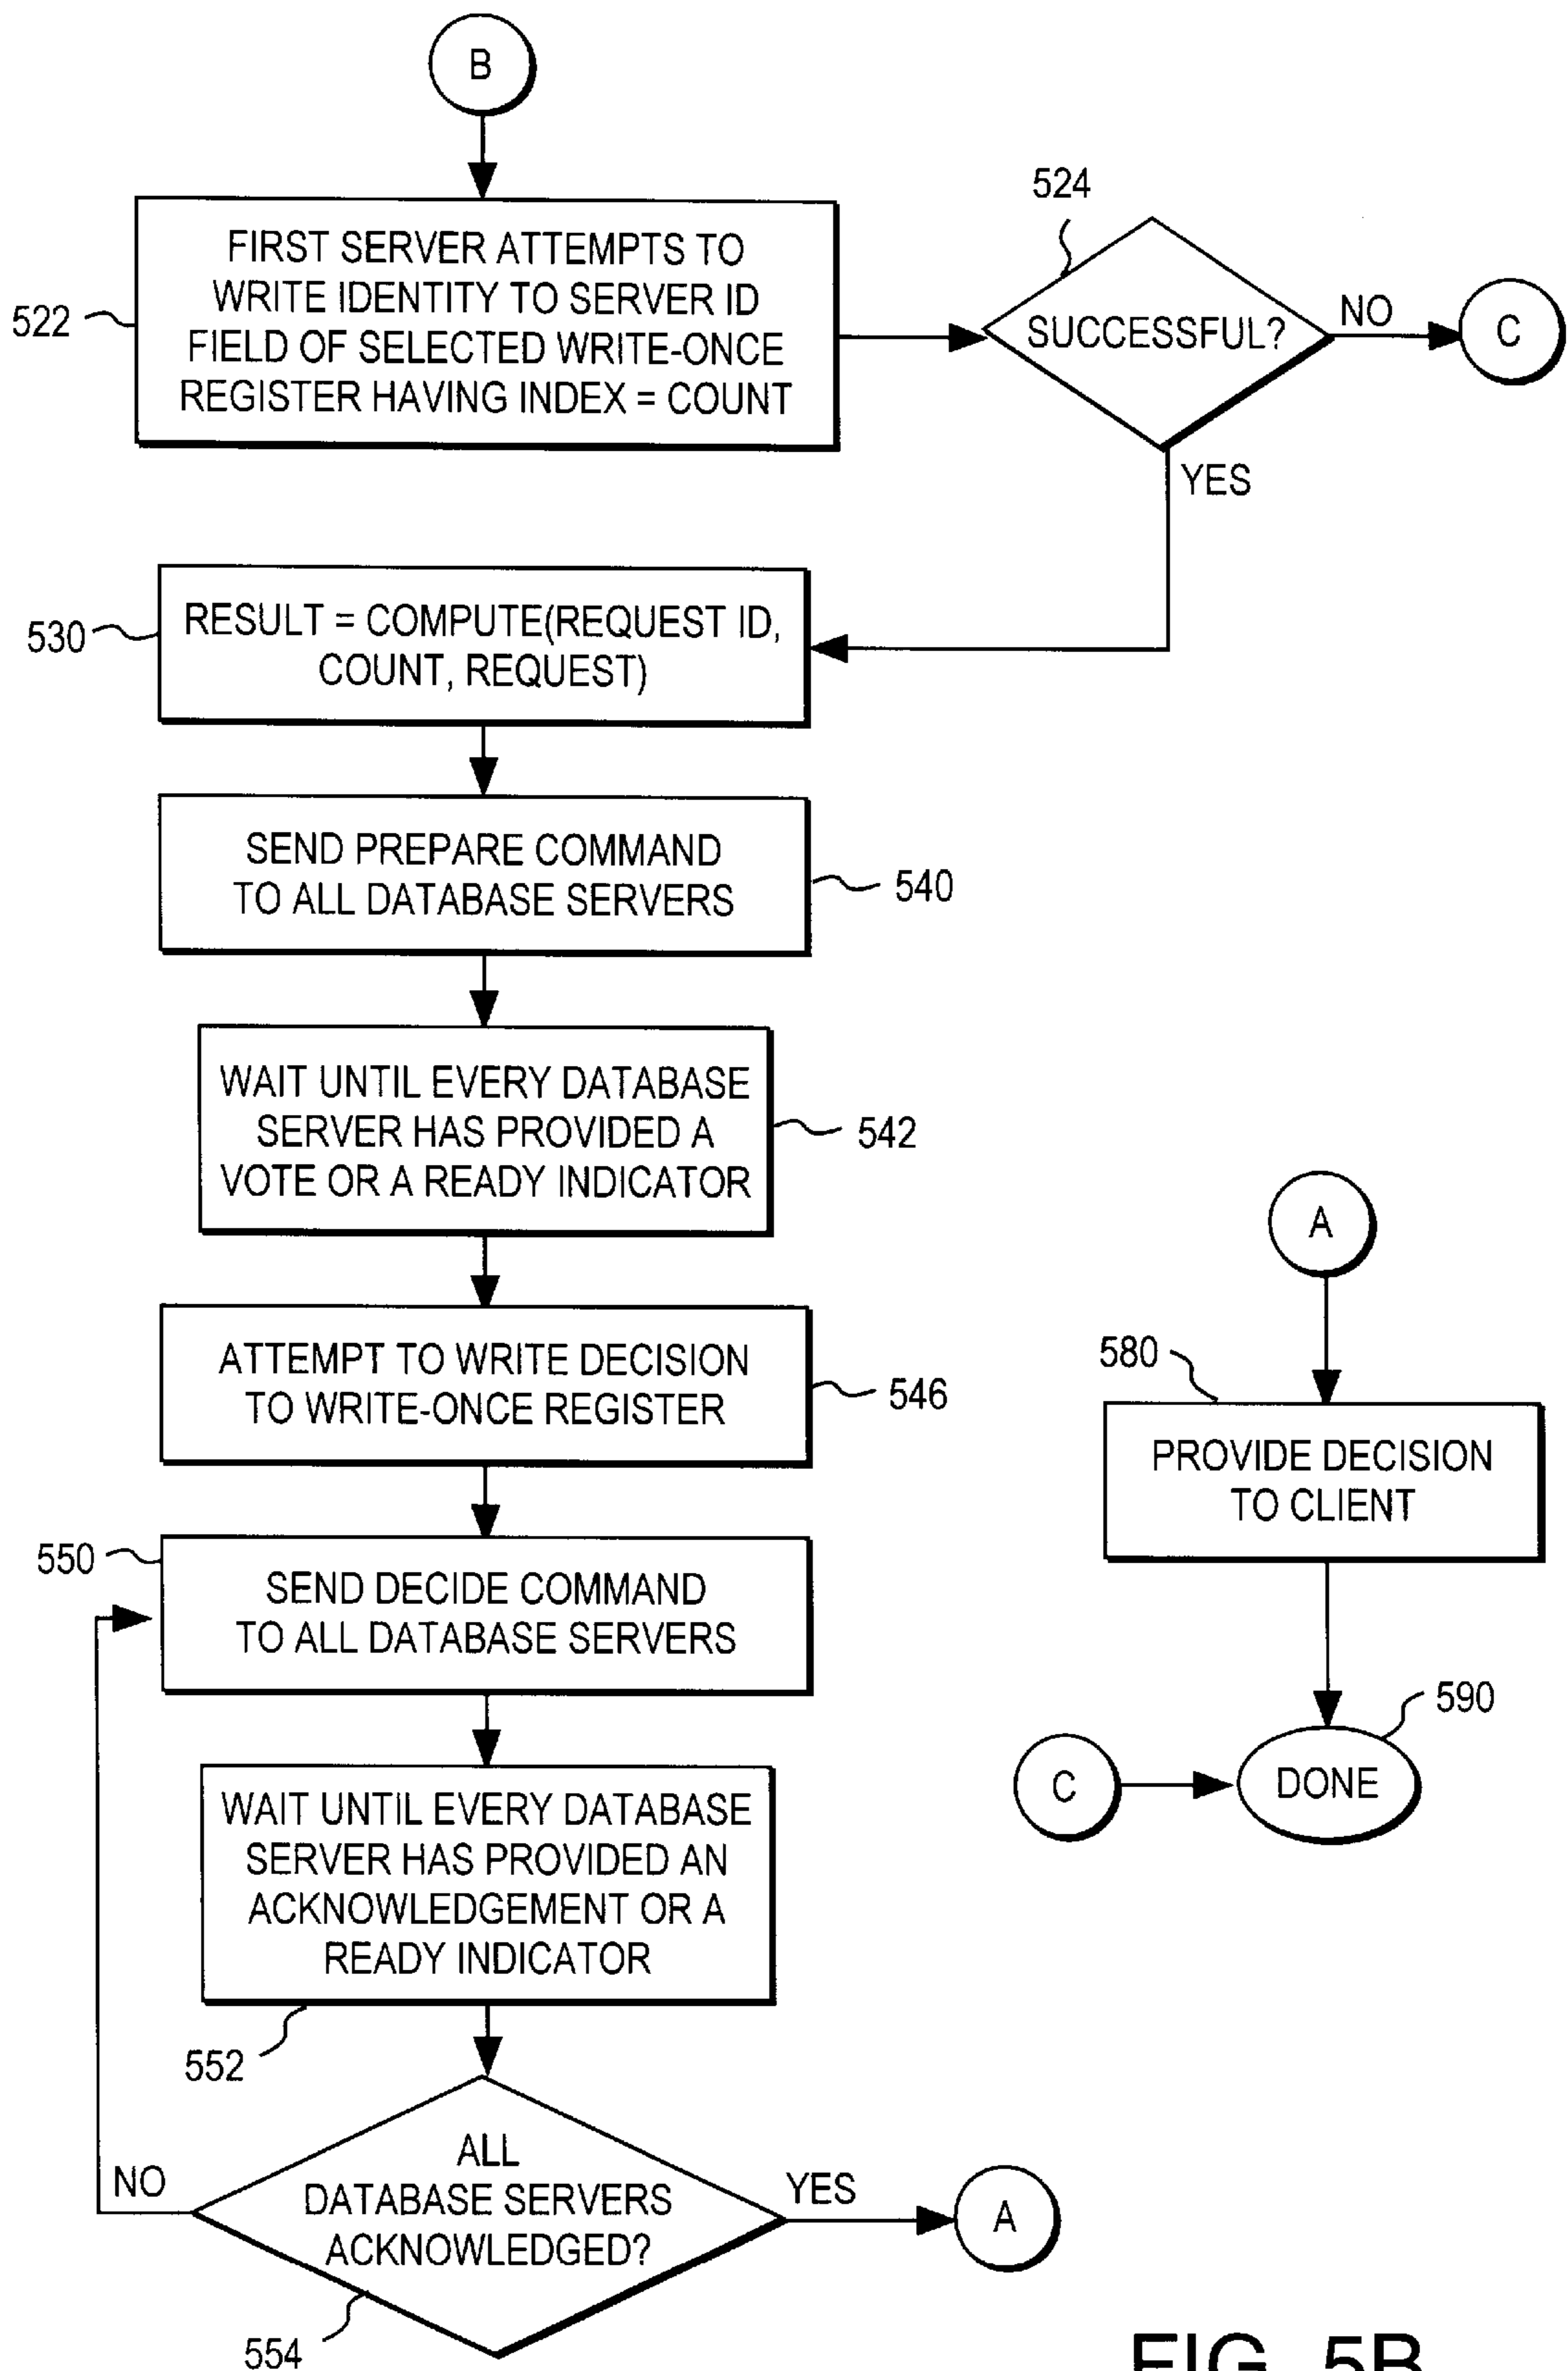 B
522
FIRST SERVER ATTEMPTS TO
WRITE IDENTITY TO SERVER ID
FIELD OF SELECTED WRITE-ONCE
REGISTER HAVING INDEX = COUNT
524
SUCCESSFUL?
NO
C
YES
530
RESULT = COMPUTE(REQUEST ID,
COUNT, REQUEST)
SEND PREPARE COMMAND
TO ALL DATABASE SERVERS
540
WAIT UNTIL EVERY DATABASE
SERVER HAS PROVIDED A
VOTE OR A READY INDICATOR
542
ATTEMPT TO WRITE DECISION
TO WRITE-ONCE REGISTER
546
550
SEND DECIDE COMMAND
TO ALL DATABASE SERVERS
WAIT UNTIL EVERY DATABASE
SERVER HAS PROVIDED AN
ACKNOWLEDGEMENT OR A
READY INDICATOR
552
ALL
DATABASE SERVERS
ACKNOWLEDGED?
554
NO
YES
A
A
580
PROVIDE DECISION
TO CLIENT
590
C
DONE
FIG. 5B